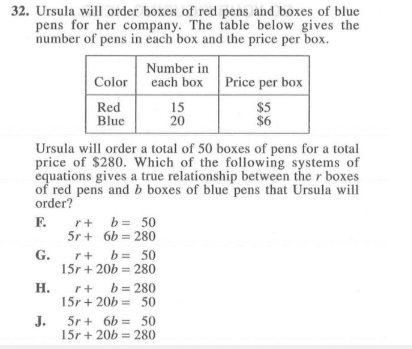 32. Ursula will order boxes of red pens and boxes of blue
pens for her company. The table below gives the
number of pens in each box and the price per box.
Color | Number in each box | Price per box
Red | 15 | $5
Blue | 20 | $6
Ursula will order a total of 50 boxes of pens for a total
price of $280. Which of the following systems of
equations gives a true relationship between the r boxes
of red pens and b boxes of blue pens that Ursula will
order?
F. r + b = 50
5r + 6b = 280
G. r + b = 50
15r + 20b = 280
H. r + b = 280
15r + 20b = 50
J. 5r + 6b = 50
15r + 20b = 280